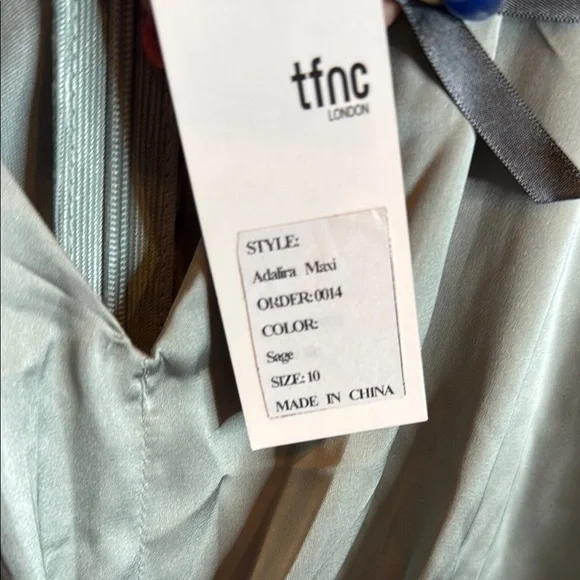 tfnc
LONDON
STYLE:
Adalira Maxi
ORDER:0014
COLOR:
Sage
SIZE:10
MADE IN CHINA